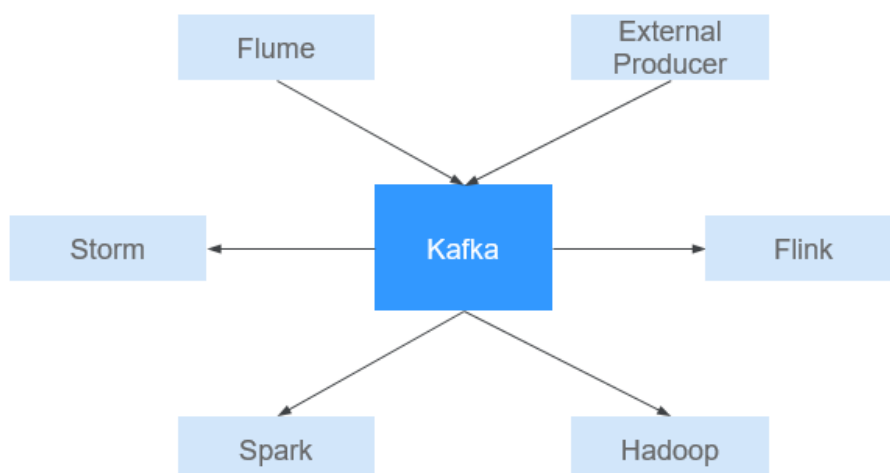 Flume
External
Producer
Storm
Kafka
Flink
Spark
Hadoop